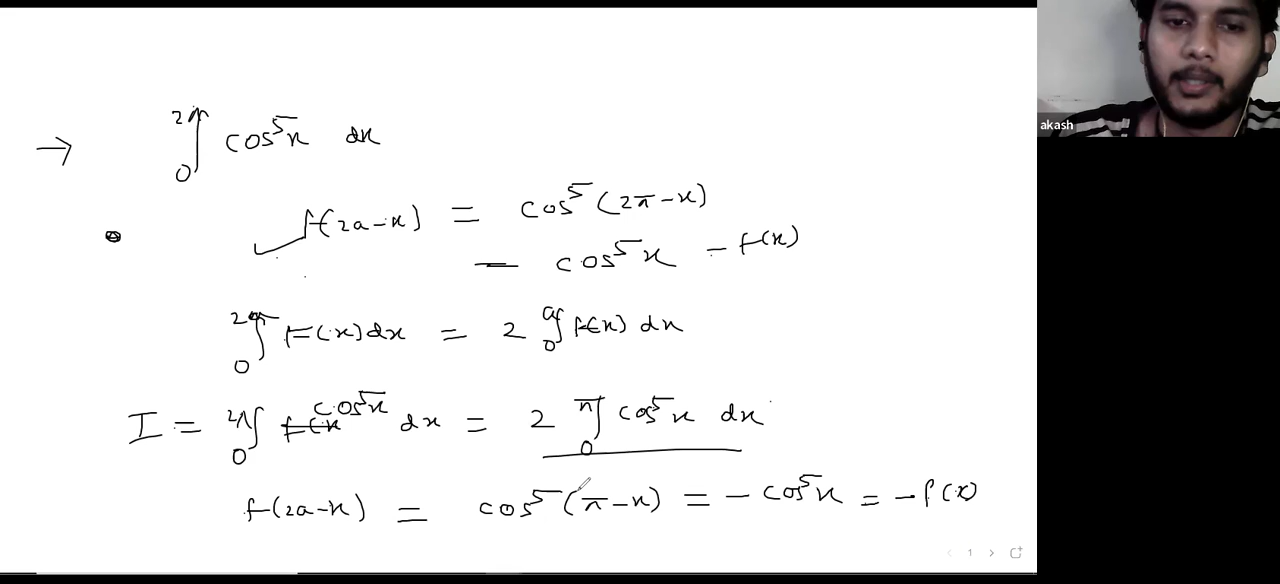 → ∫₀^2π cos⁵x dx
f(2a-x) = cos⁵(2π-x)
= cos⁵x = f(x)
∫₀^2a f(x)dx = 2 ∫₀^a f(x) dx
I = ∫₀^2π cos⁵x dx = 2 ∫₀^π cos⁵x dx
f(2a-x) = cos⁵(π-x) = -cos⁵x = -f(x)
akash
1